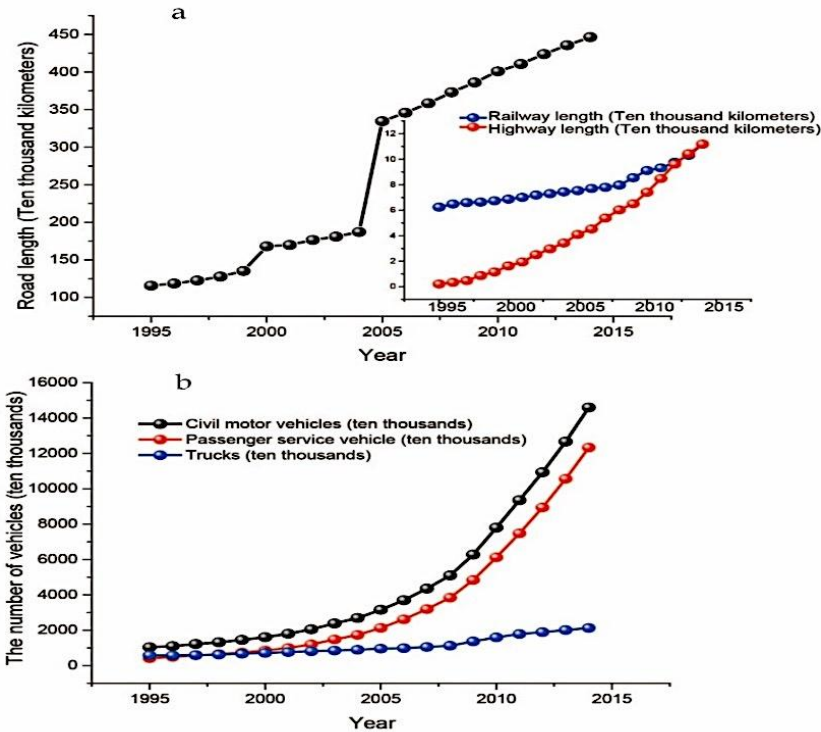 a
450
400
350
300
250
200
150
100
Road length (Ten thousand kilometers)
1995 2000 2005 2010 2015
Year
Railway length (Ten thousand kilometers)
Highway length (Ten thousand kilometers)
12
10
8
6
4
2
0
1995 2000 2005 2010 2015
b
16000
14000
12000
10000
8000
6000
4000
2000
0
The number of vehicles (ten thousands)
Civil motor vehicles (ten thousands)
Passenger service vehicle (ten thousands)
Trucks (ten thousands)
1995 2000 2005 2010 2015
Year